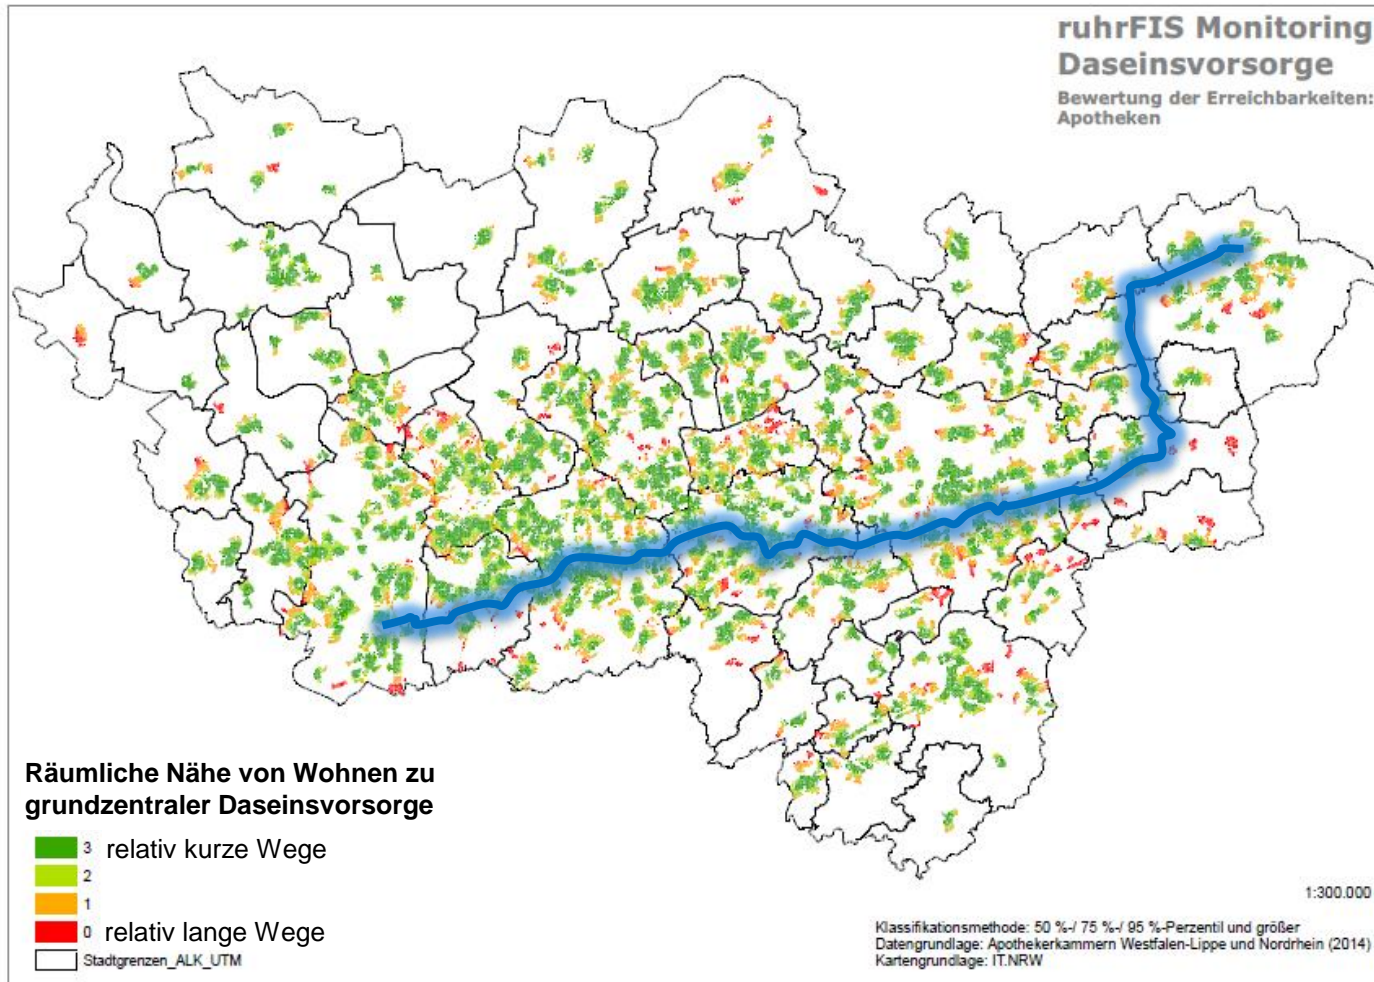 ruhrFIS Monitoring
Daseinsvorsorge
Bewertung der Erreichbarkeiten:
Apotheken
Räumliche Nähe von Wohnen zu
grundzentraler Daseinsvorsorge
3 relativ kurze Wege
2
1
0 relativ lange Wege
Stadtgrenzen_ALK_UTM
1:300.000
Klassifikationsmethode: 50 %-/ 75 %-/ 95 %-Perzentil und größer
Datengrundlage: Apothekerkammern Westfalen-Lippe und Nordrhein (2014)
Kartengrundlage: IT.NRW